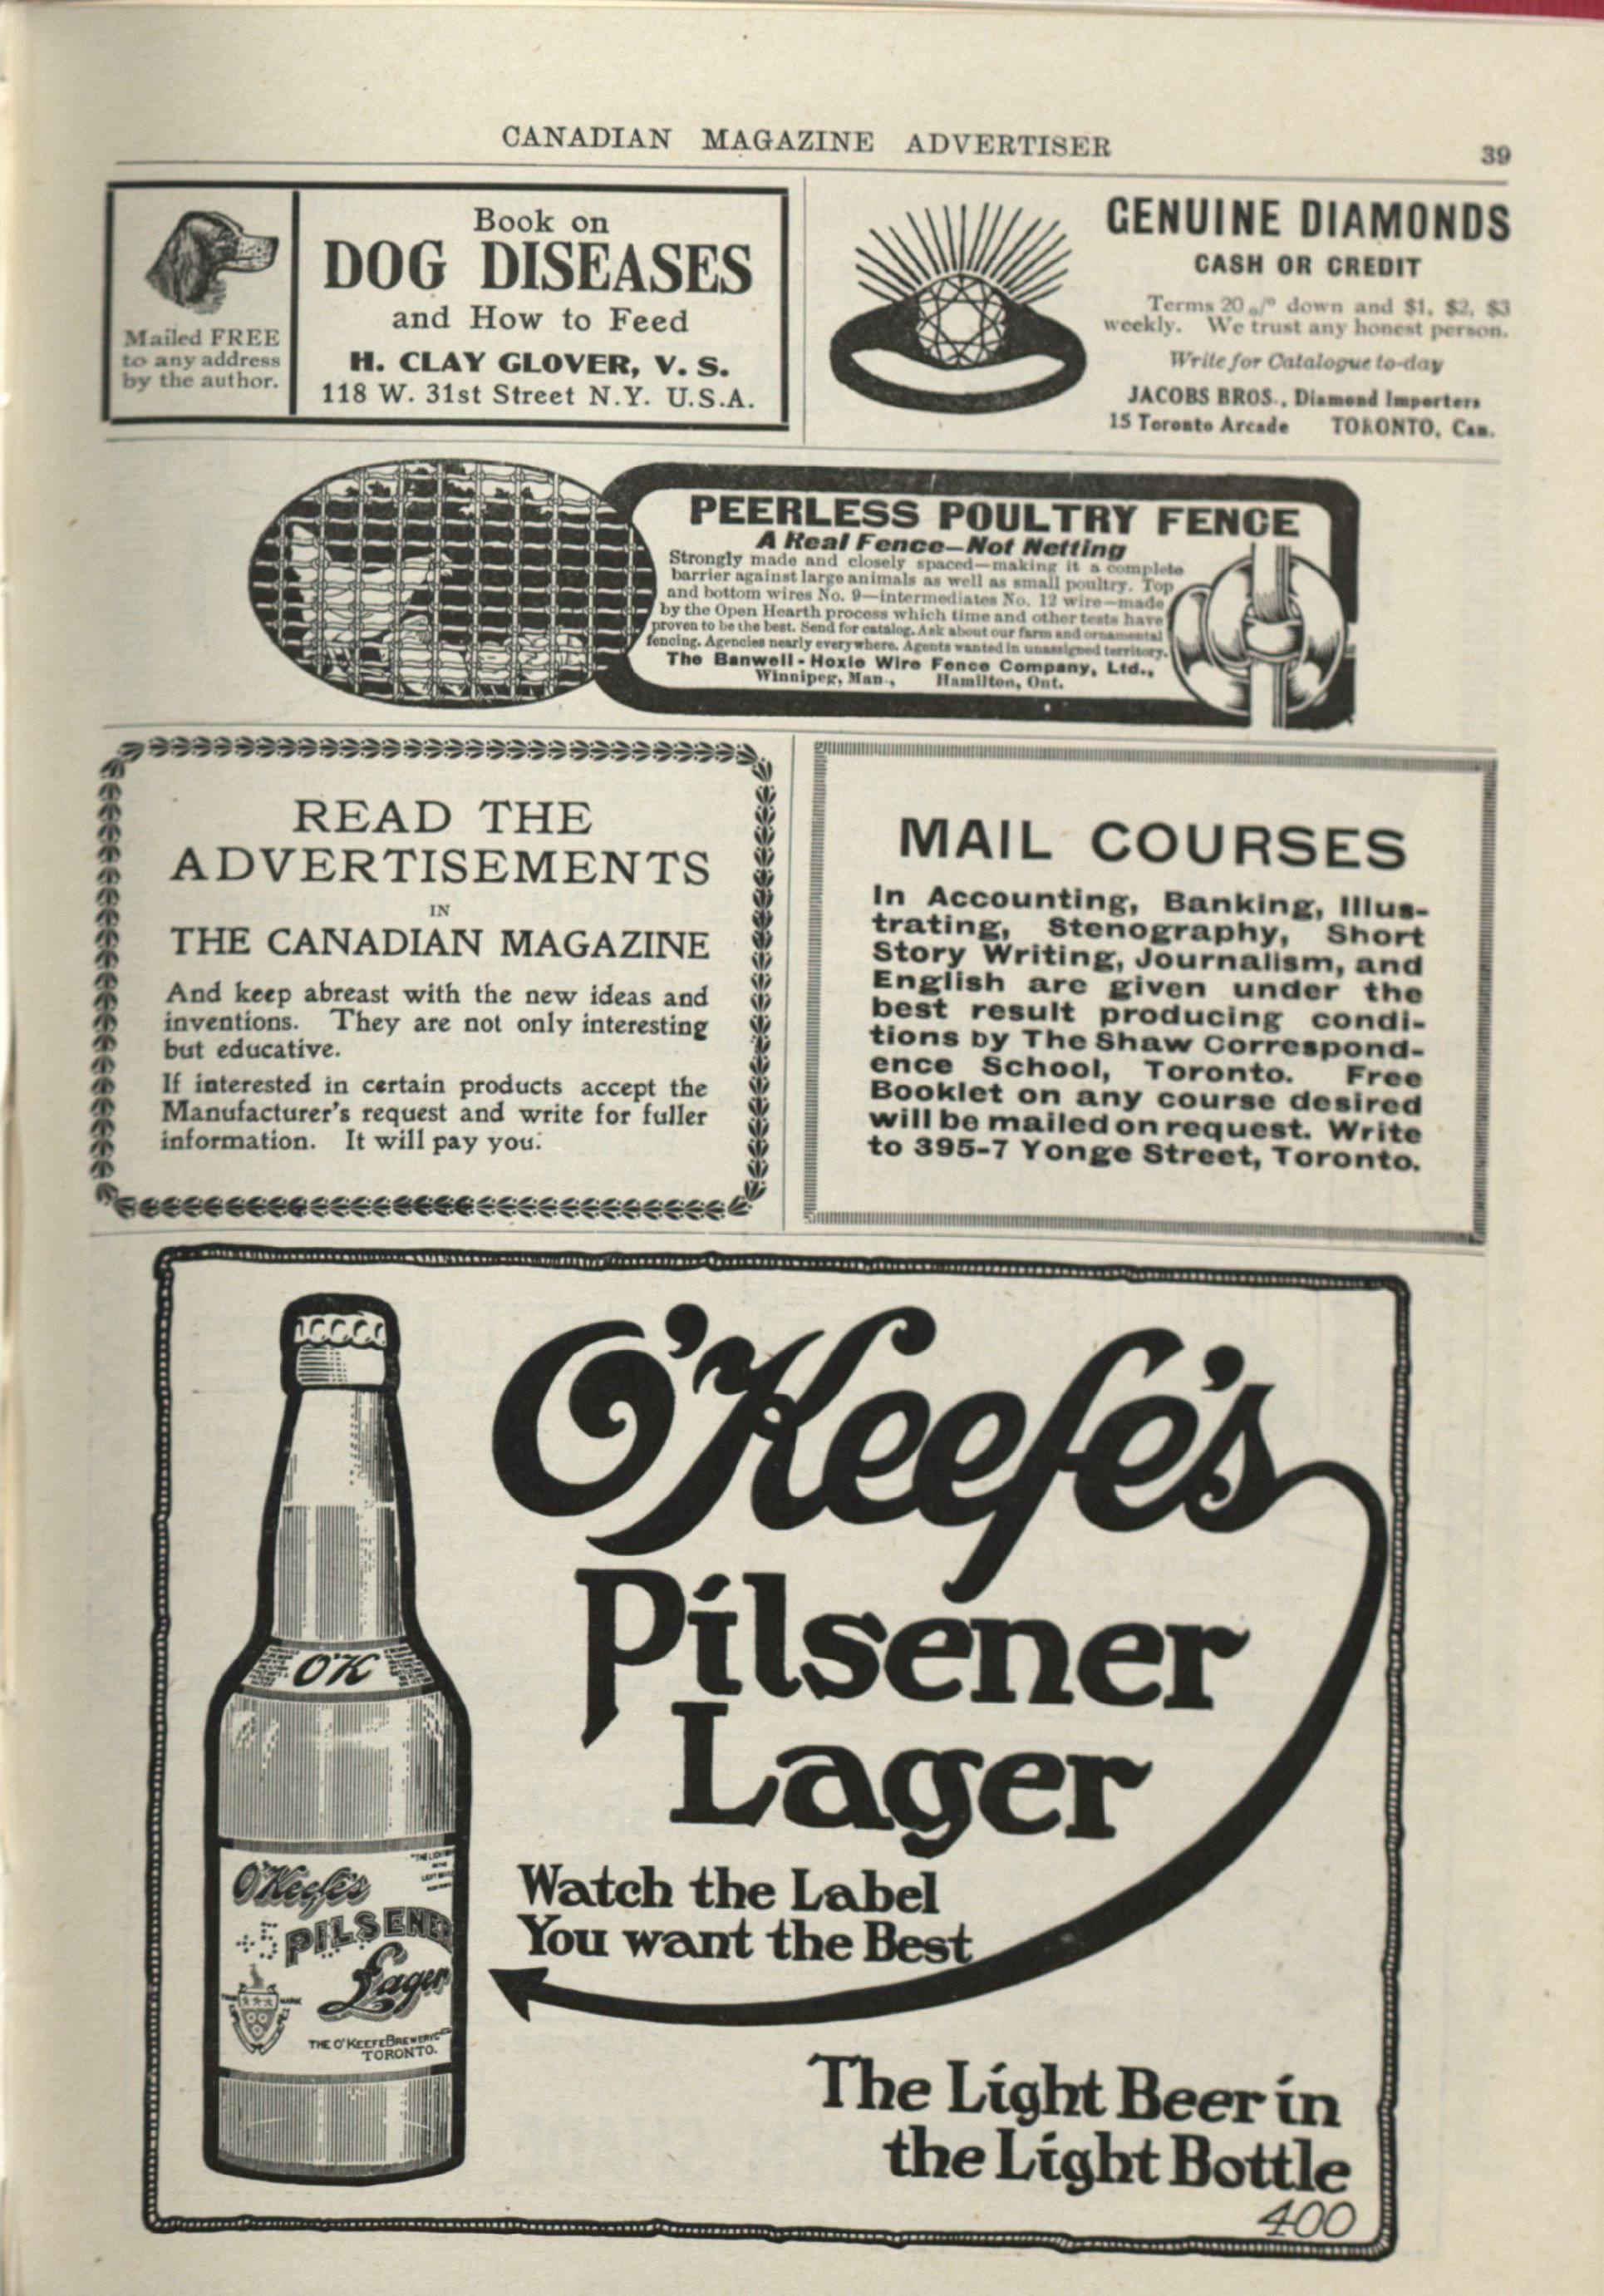 CANADIAN MAGAZINE ADVERTISER
39
Mailed FREE
to any address
by the author.
Book on
DOG DISEASES
and How to Feed
H. CLAY GLOVER, V. S.
118 W. 31st Street N.Y. U.S.A.
GENUINE DIAMONDS
CASH OR CREDIT
Terms 20 o/o down and $1, $2, $3
weekly. We trust any honest person.
Write for Catalogue to-day
JACOBS BROS., Diamond Importers
15 Toronto Arcade TORONTO, Can.
PEERLESS POULTRY FENCE
A Real Fence—Not Netting
Strongly made and closely spaced—making it a complete
barrier against large animals as well as small poultry. Top
and bottom wires No. 9—intermediates No. 12 wire—made
by the Open Hearth process which time and other tests have
proven to be the best. Send for catalog. Ask about our farm and ornamental
fencing. Agencies nearly everywhere. Agents wanted in unassigned territory.
The Banwell-Hoxie Wire Fence Company, Ltd.,
Winnipeg, Man., Hamilton, Ont.
READ THE
ADVERTISEMENTS
IN
THE CANADIAN MAGAZINE
And keep abreast with the new ideas and
inventions. They are not only interesting
but educative.
If interested in certain products accept the
Manufacturer's request and write for fuller
information. It will pay you.
MAIL COURSES
In Accounting, Banking, Illus-
trating, Stenography, Short
Story Writing, Journalism, and
English are given under the
best result producing condi-
tions by The Shaw Correspond-
ence School, Toronto. Free
Booklet on any course desired
will be mailed on request. Write
to 395-7 Yonge Street, Toronto.
O'Keefe's
Pilsener
Lager
Watch the Label
You want the Best
O'K
O'Keefe's
PILSENER
Lager
TRADE MARK
THE O'KEEFE BREWERY Co
TORONTO.
The Light Beer in
the Light Bottle
400